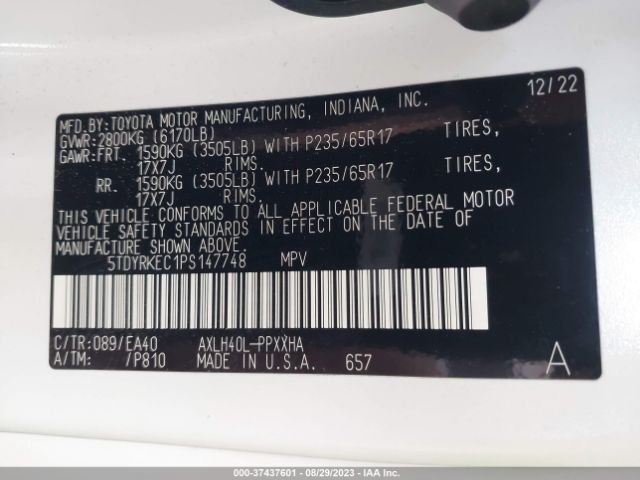 12/22
MFD.BY:TOYOTA MOTOR MANUFACTURING, INDIANA, INC.
GVWR:2800KG (6170LB)
GAWR:FRT. 1590KG (3505LB) WITH P235/65R17 TIRES,
17X7J RIMS.
RR. 1590KG (3505LB) WITH P235/65R17 TIRES,
17X7J RIMS.
THIS VEHICLE CONFORMS TO ALL APPLICABLE FEDERAL MOTOR
VEHICLE SAFETY STANDARDS IN EFFECT ON THE DATE OF
MANUFACTURE SHOWN ABOVE.
5TDYRKEC1PS147748 MPV
C/TR:089/EA40 AXLH40L-PPXXHA
A/TM: /P810 MADE IN U.S.A. 657 A
000-37437601 - 08/29/2023 - IAAI.COM